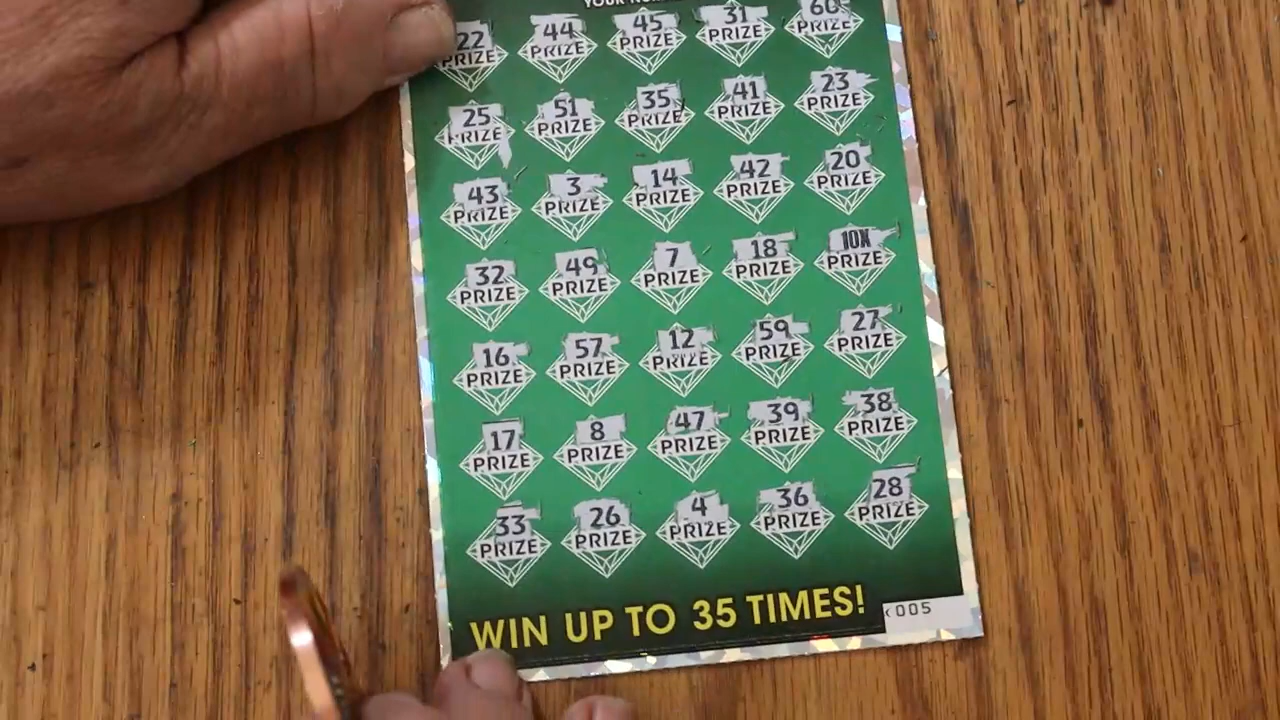 22 44 45 31 60
PRIZE PRIZE PRIZE PRIZE PRIZE
25 51 35 41 23
PRIZE PRIZE PRIZE PRIZE PRIZE
43 3 14 42 20
PRIZE PRIZE PRIZE PRIZE PRIZE
32 49 7 18 10X
PRIZE PRIZE PRIZE PRIZE PRIZE
16 57 12 59 27
PRIZE PRIZE PRIZE PRIZE PRIZE
17 8 47 39 38
PRIZE PRIZE PRIZE PRIZE PRIZE
33 26 4 36 28
PRIZE PRIZE PRIZE PRIZE PRIZE
WIN UP TO 35 TIMES!
005